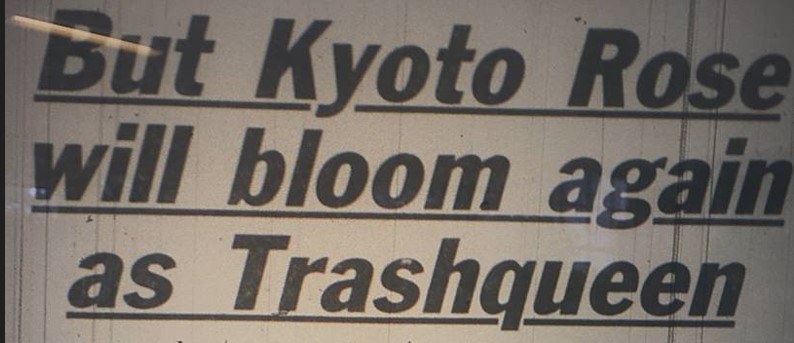 But Kyoto Rose
will bloom again
as Trashqueen